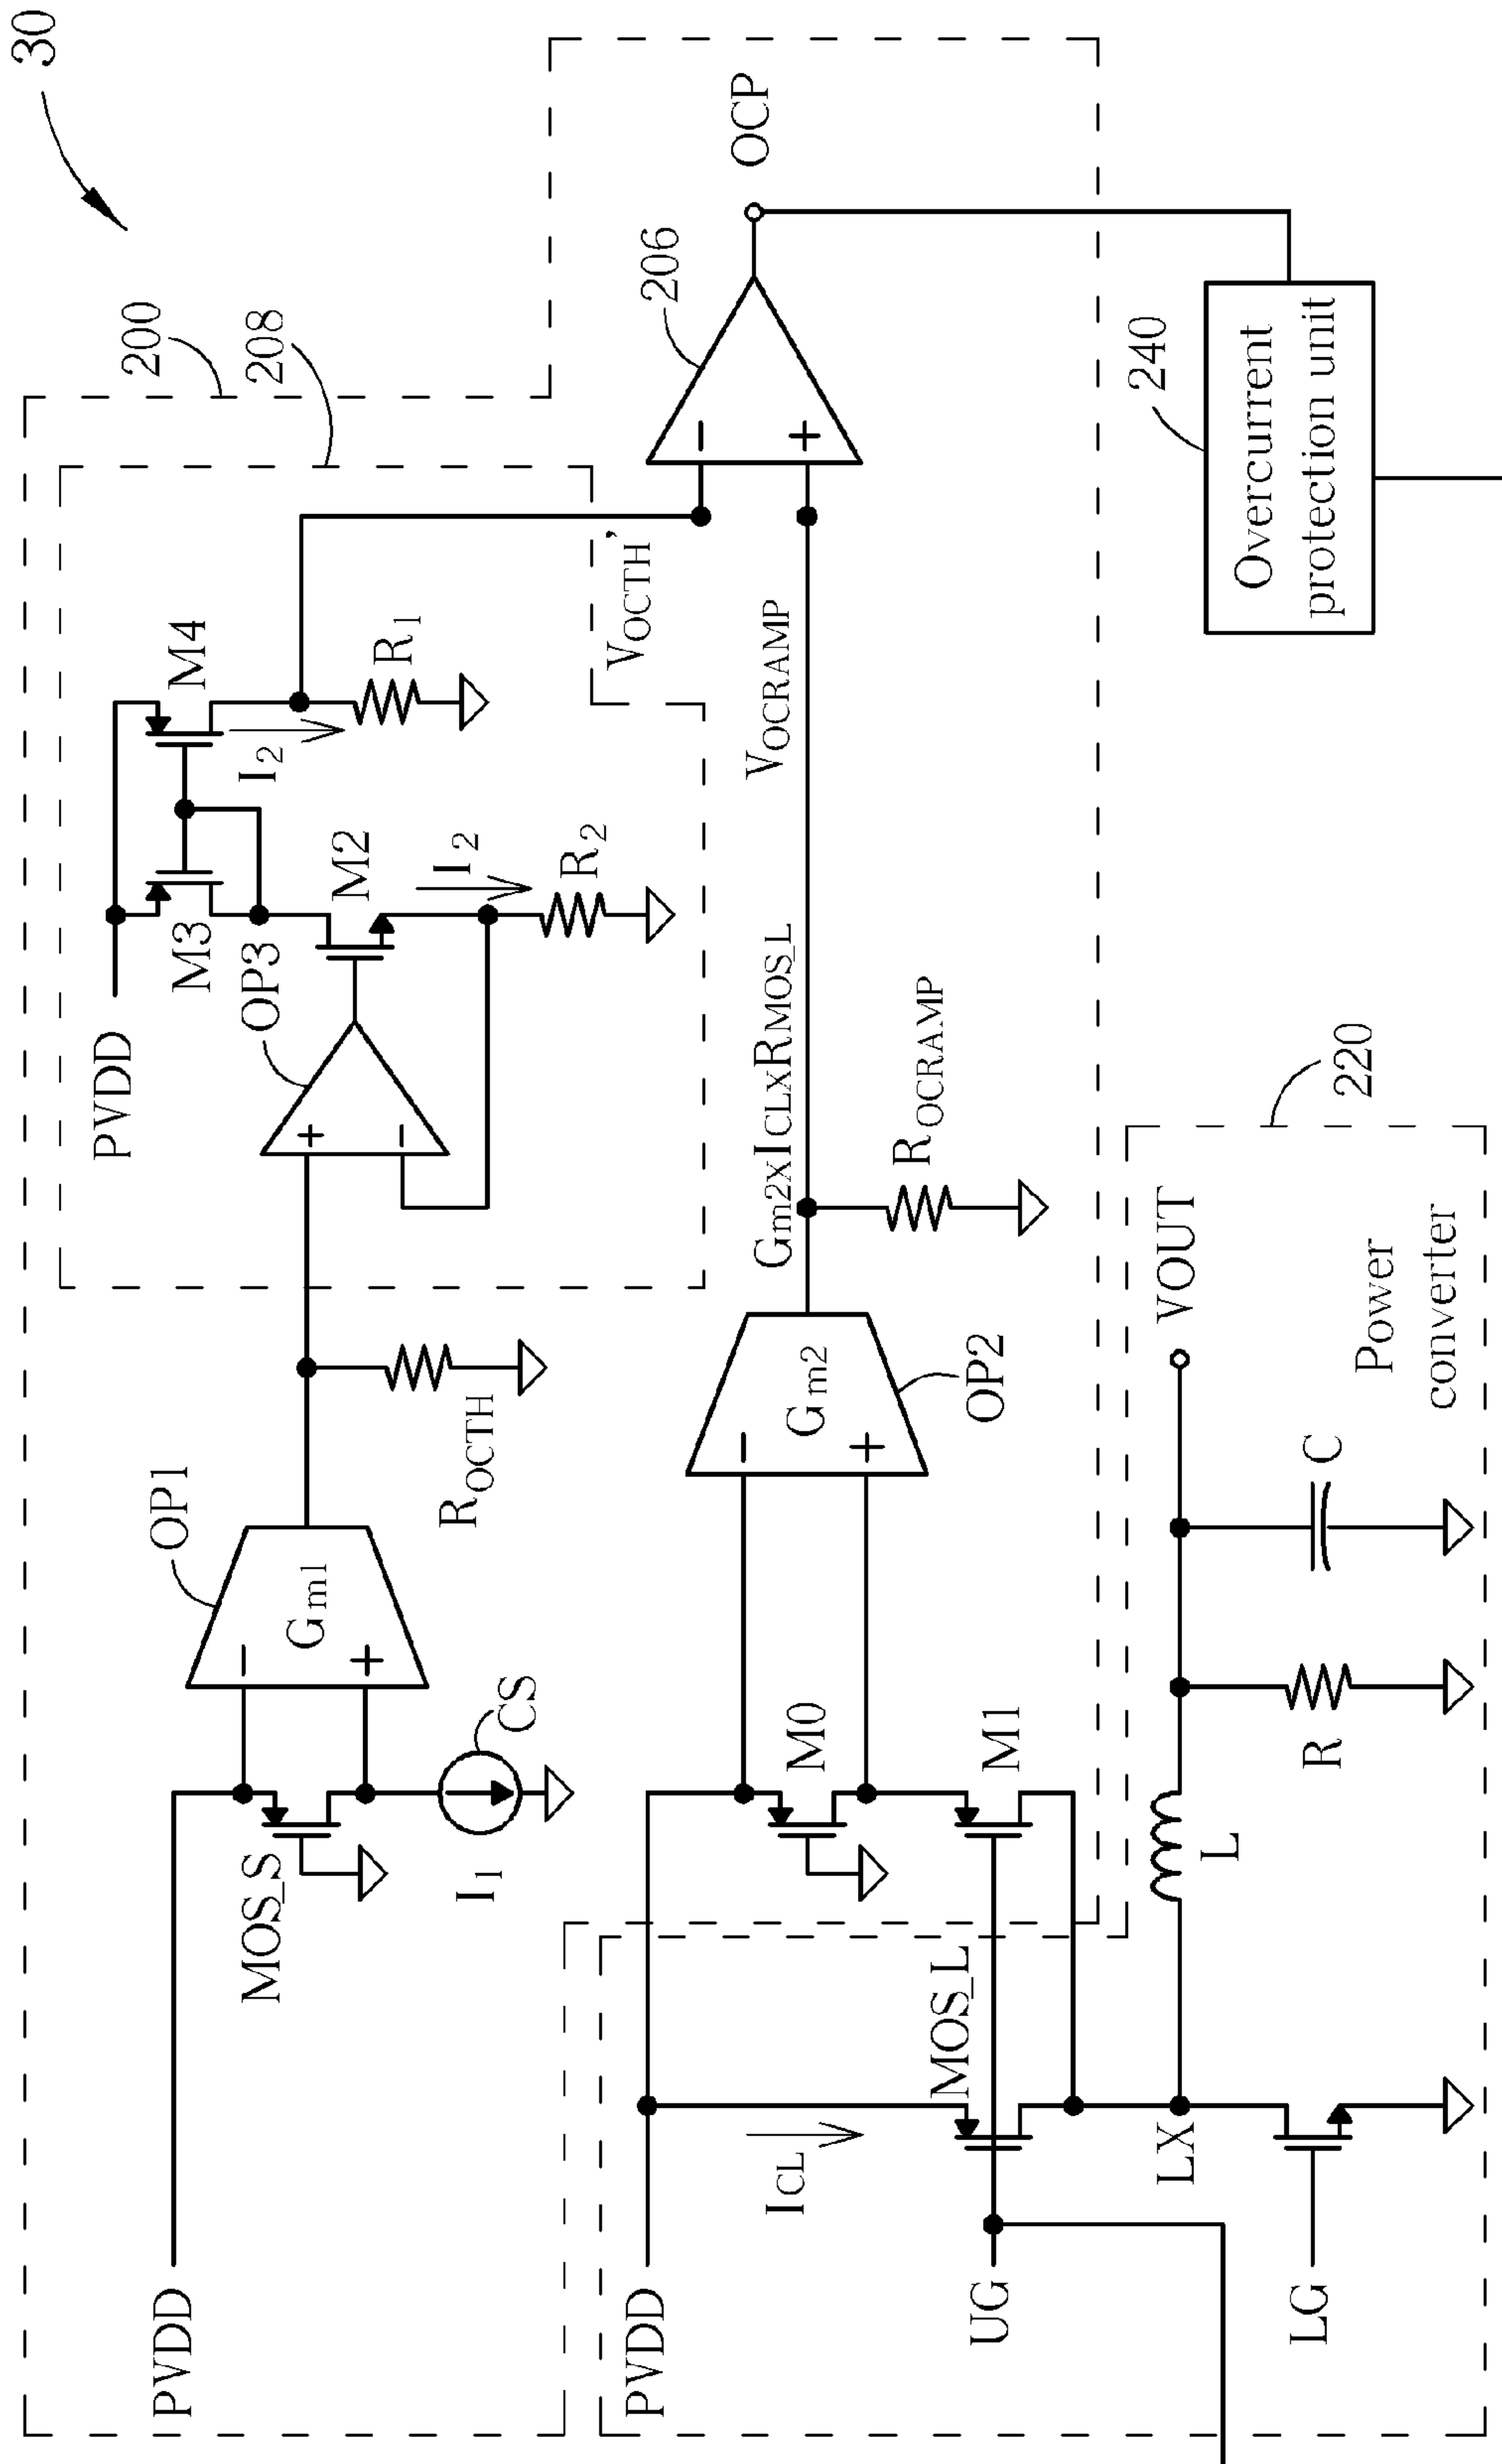 30
200
208
PVDD
M3
M4
I2
R1
OP3
M2
I2
R2
VOCTH'
206
OCP
PVDD
MOS_S
I1
CS
OP1
Gm1
ROCTH
PVDD
ICL
MOS_L
M0
M1
Gm2
OP2
Gm2xICLxRMOS_L
ROCRAMP
VOCRAMP
240
Overcurrent
protection unit
UG
LX
LG
L
R
C
VOUT
Power
converter
220